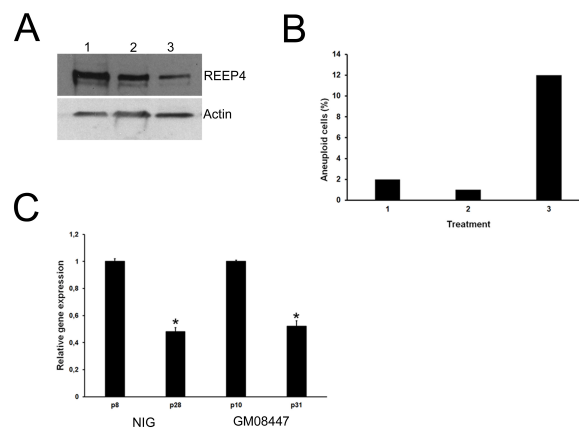 A
1 2 3
REEP4
Actin
B
14
12
10
8
6
4
2
0
Aneuploid cells (%)
1 2 3
Treatment
C
1,2
1
0,8
0,6
0,4
0,2
0
Relative gene expression
* *
p8 p28 p10 p31
NIG GM08447